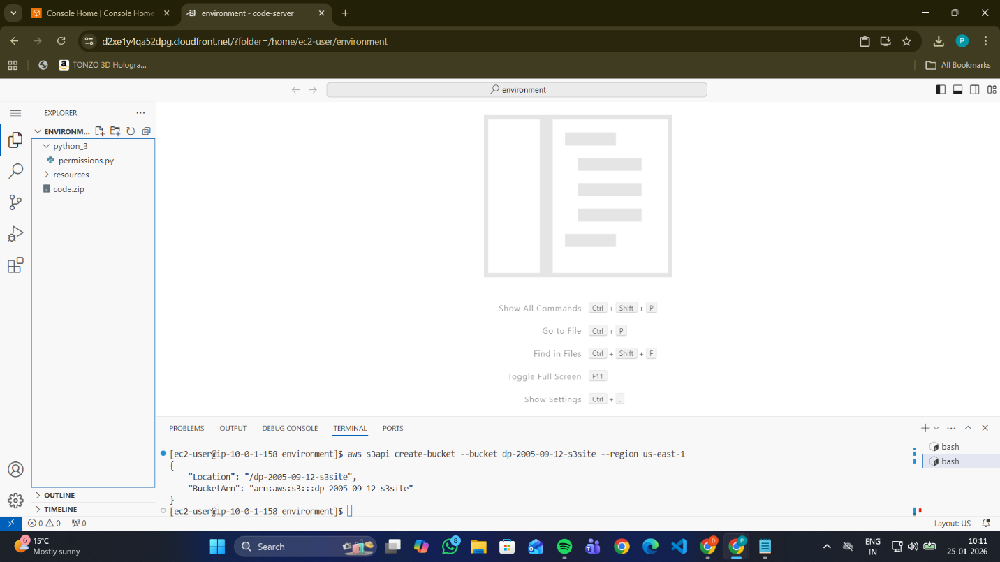 Console Home | Console Home
environment - code-server
d2xe1y4qa52dpg.cloudfront.net/?folder=/home/ec2-user/environment
P
TONZO 3D Hologra...
All Bookmarks
environment
EXPLORER
ENVIRONM...
python_3
permissions.py
resources
code.zip
OUTLINE
TIMELINE
Show All Commands Ctrl + Shift + P
Go to File Ctrl + P
Find in Files Ctrl + Shift + F
Toggle Full Screen F11
Show Settings Ctrl + ,
PROBLEMS OUTPUT DEBUG CONSOLE TERMINAL PORTS
[ec2-user@ip-10-0-1-158 environment]$ aws s3api create-bucket --bucket dp-2005-09-12-s3site --region us-east-1
{
"Location": "/dp-2005-09-12-s3site",
"BucketArn": "arn:aws:s3:::dp-2005-09-12-s3site"
}
[ec2-user@ip-10-0-1-158 environment]$
bash
bash
0 0 0
Layout: US
6
15°C
Mostly sunny
Search
8
D
P
ENG
IN
10:11
25-01-2026